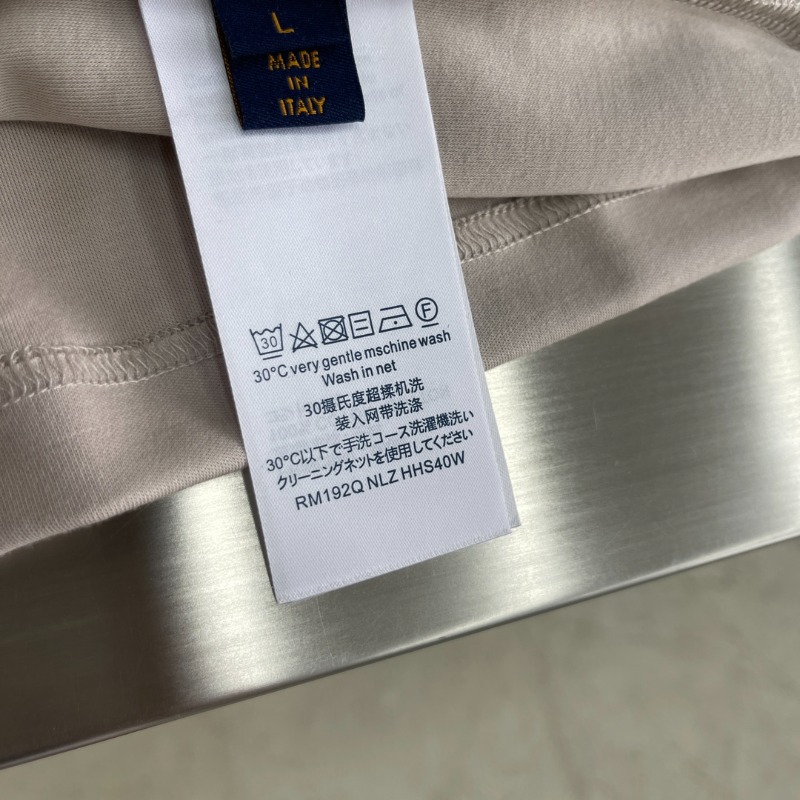 L
MADE
IN
ITALY
30 F
30°C very gentle mschine wash
Wash in net
30摄氏度超揉机洗
装入网带洗涤
30°C以下で手洗コース洗濯機洗い
クリーニングネットを使用してください
RM192Q NLZ HHS40W